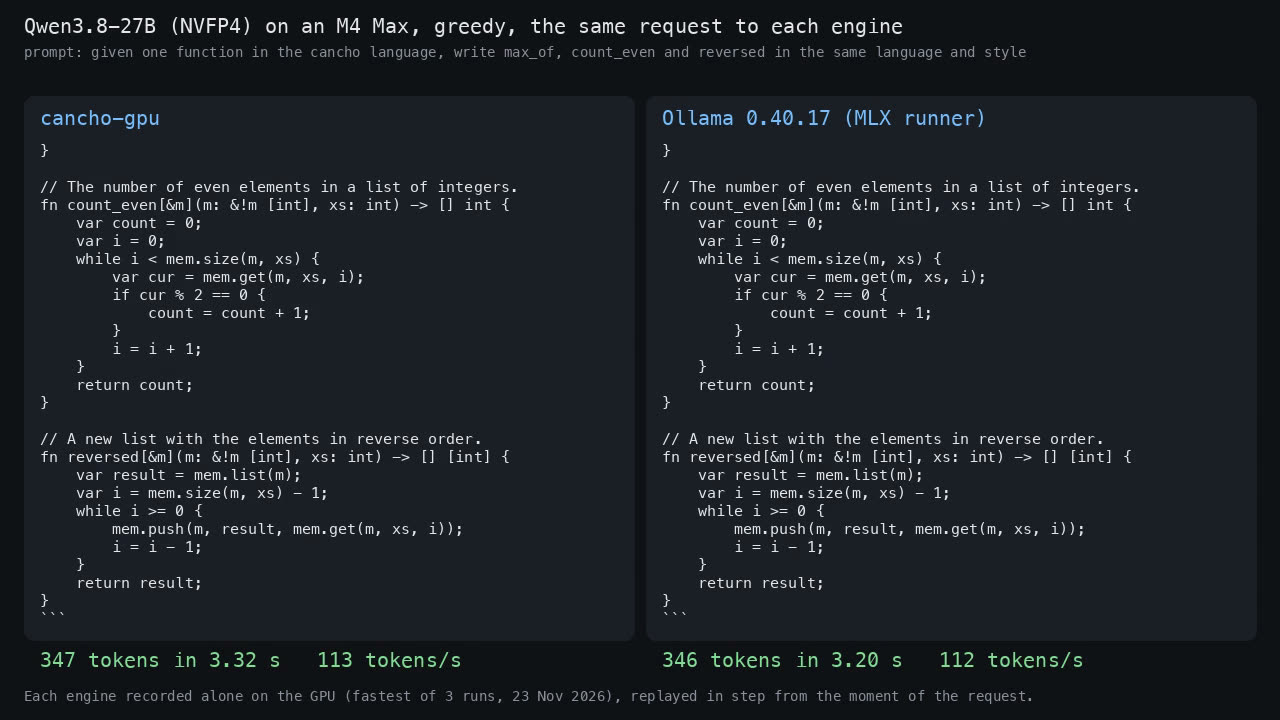 Qwen3.8-27B (NVFP4) on an M4 Max, greedy, the same request to each engine
prompt: given one function in the cancho language, write max_of, count_even and reversed in the same language and style
cancho-gpu
}

// The number of even elements in a list of integers.
fn count_even[&m](m: &!m [int], xs: int) -> [] int {
    var count = 0;
    var i = 0;
    while i < mem.size(m, xs) {
        var cur = mem.get(m, xs, i);
        if cur % 2 == 0 {
            count = count + 1;
        }
        i = i + 1;
    }
    return count;
}

// A new list with the elements in reverse order.
fn reversed[&m](m: &!m [int], xs: int) -> [] [int] {
    var result = mem.list(m);
    var i = mem.size(m, xs) - 1;
    while i >= 0 {
        mem.push(m, result, mem.get(m, xs, i));
        i = i - 1;
    }
    return result;
}
```
347 tokens in 3.32 s   113 tokens/s
Ollama 0.40.17 (MLX runner)
}

// The number of even elements in a list of integers.
fn count_even[&m](m: &!m [int], xs: int) -> [] int {
    var count = 0;
    var i = 0;
    while i < mem.size(m, xs) {
        var cur = mem.get(m, xs, i);
        if cur % 2 == 0 {
            count = count + 1;
        }
        i = i + 1;
    }
    return count;
}

// A new list with the elements in reverse order.
fn reversed[&m](m: &!m [int], xs: int) -> [] [int] {
    var result = mem.list(m);
    var i = mem.size(m, xs) - 1;
    while i >= 0 {
        mem.push(m, result, mem.get(m, xs, i));
        i = i - 1;
    }
    return result;
}
```
346 tokens in 3.20 s   112 tokens/s
Each engine recorded alone on the GPU (fastest of 3 runs, 23 Nov 2026), replayed in step from the moment of the request.